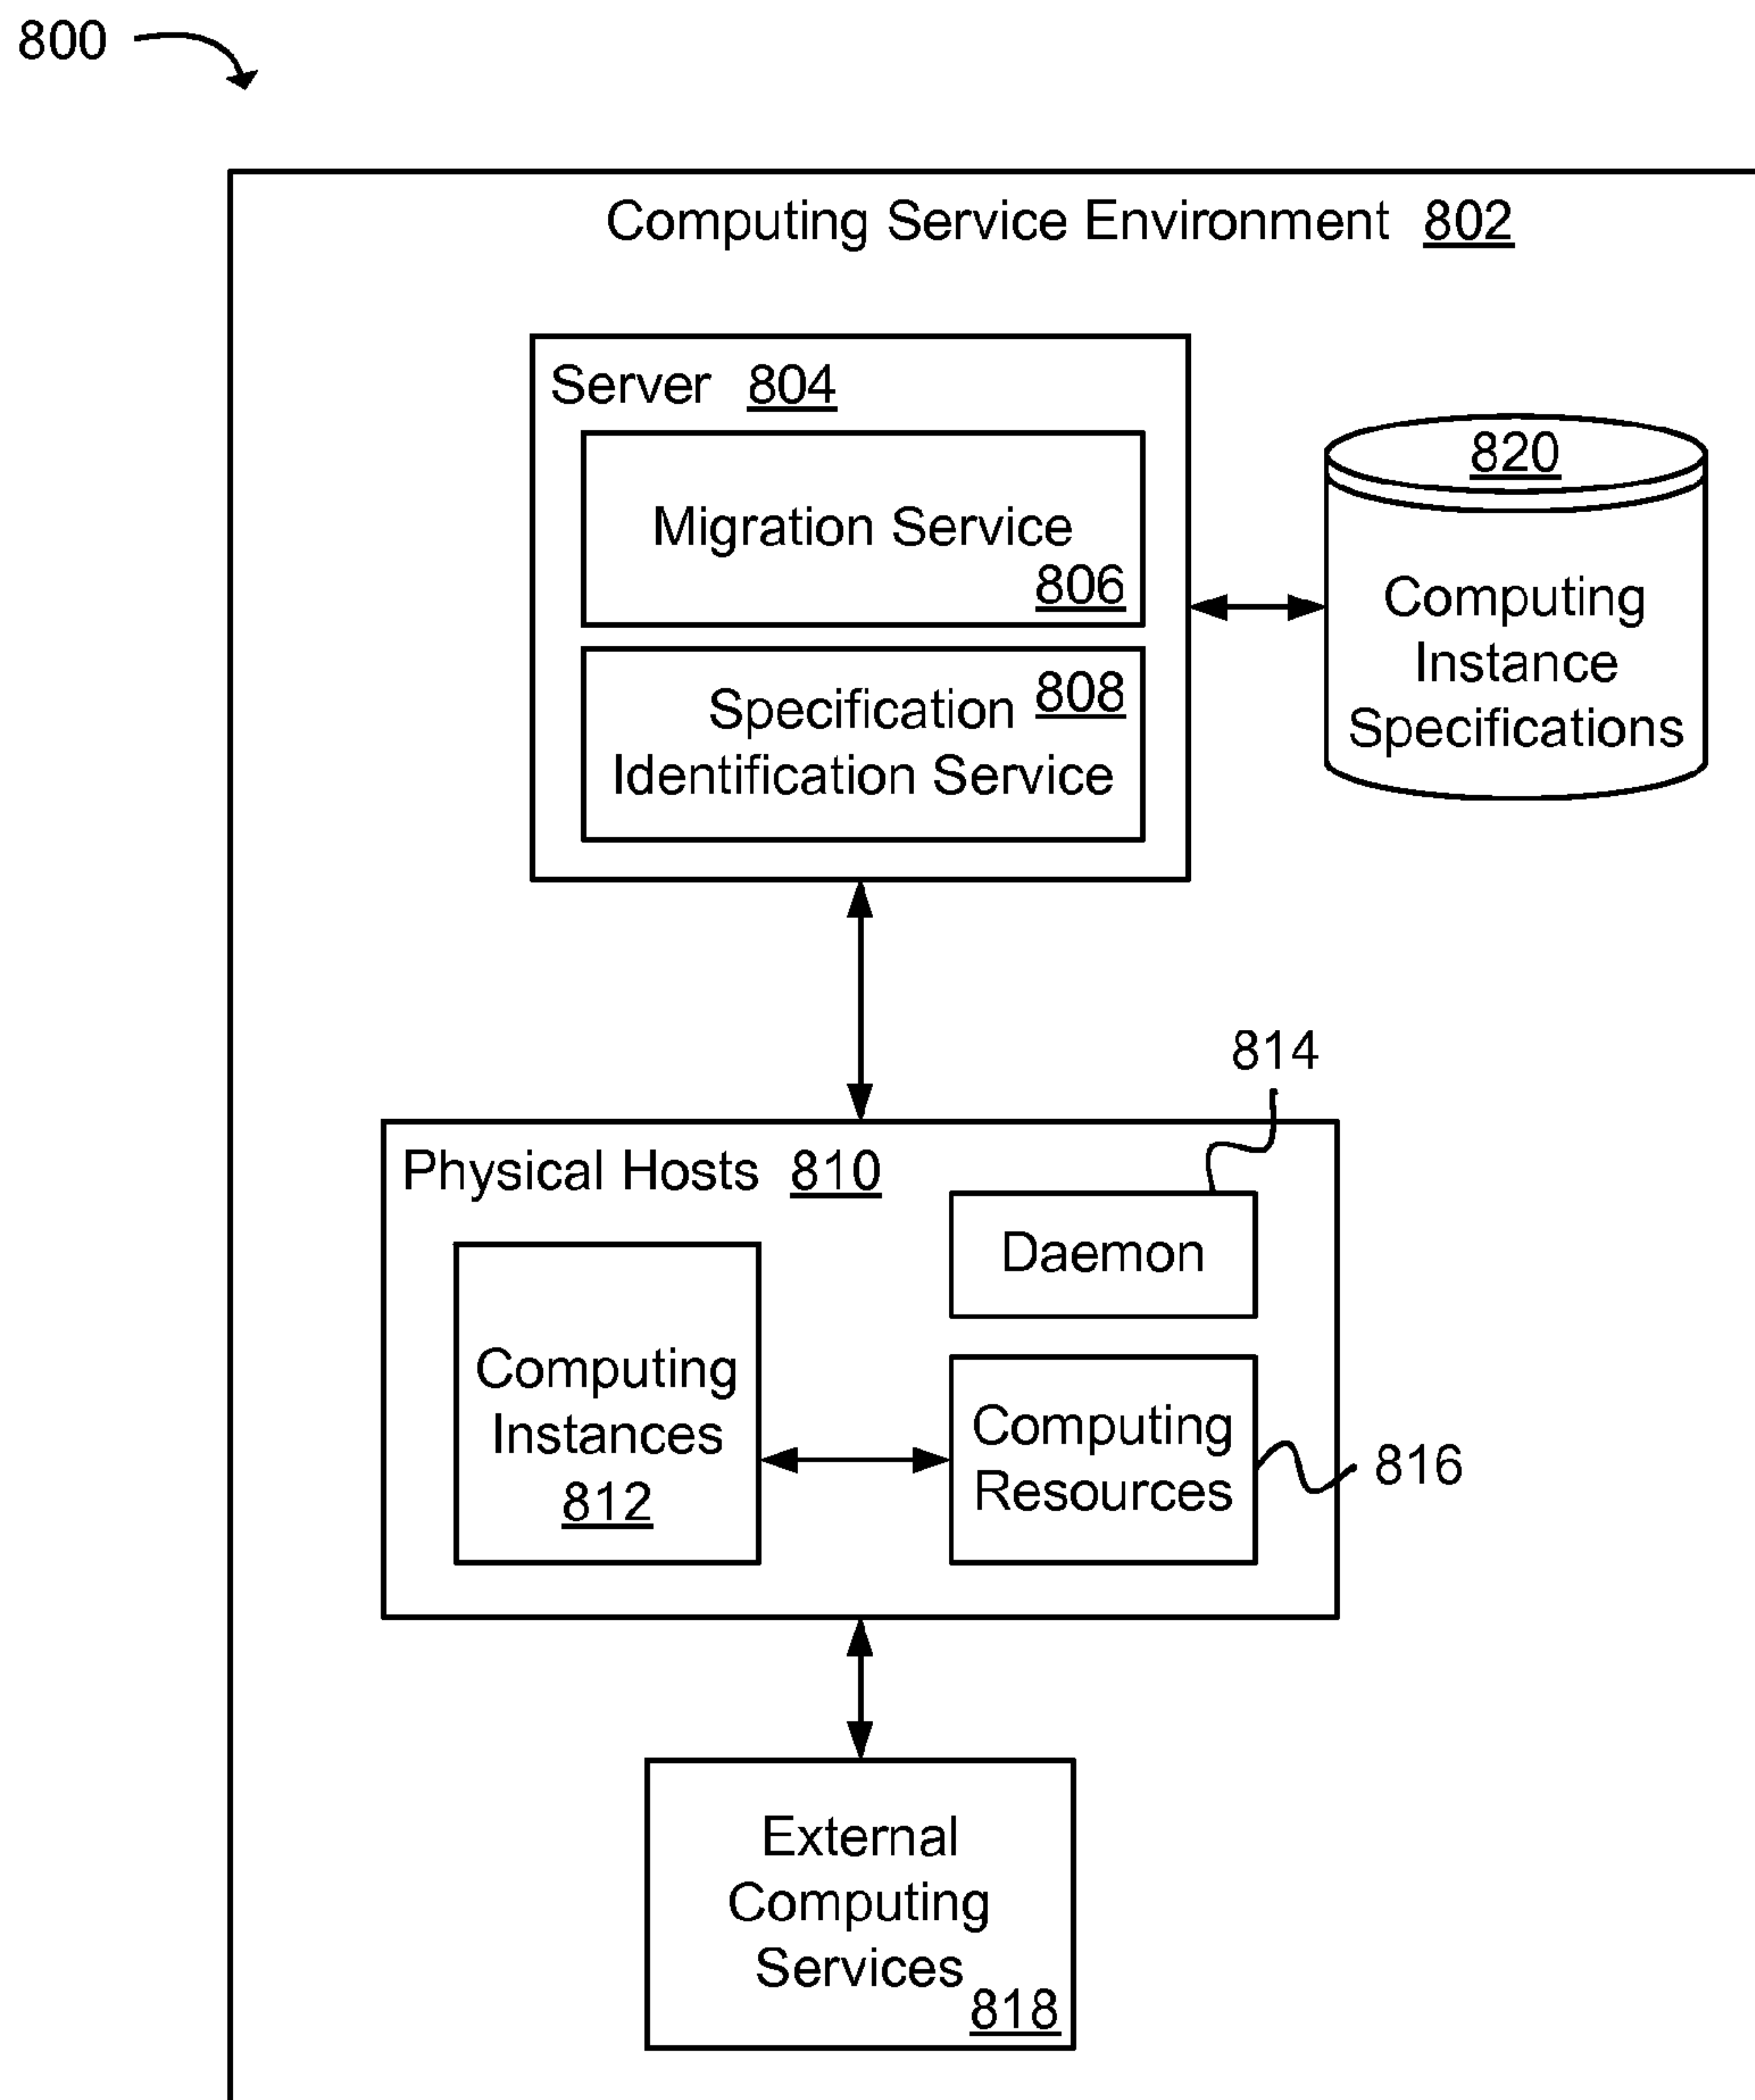 800
Computing Service Environment 802
Server 804
Migration Service
806
Specification 808
Identification Service
820
Computing
Instance
Specifications
814
Physical Hosts 810
Daemon
Computing
Instances
812
Computing
Resources
816
External
Computing
Services
818